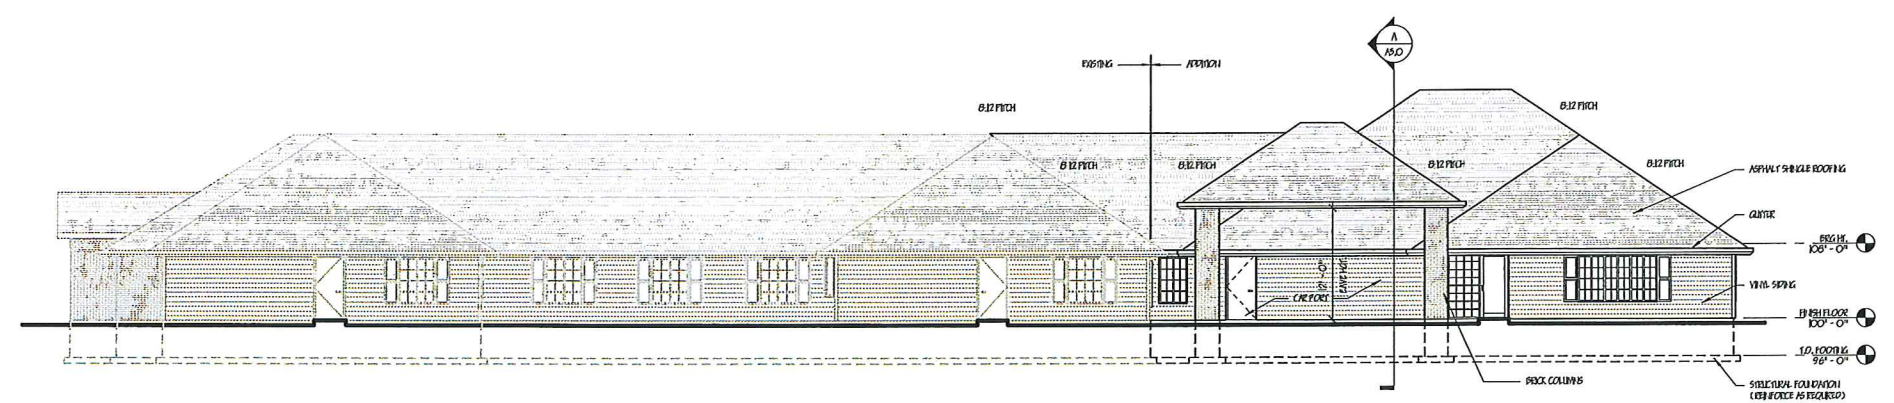 A
A5.0
EXISTING
ADDITION
8:12 PITCH
8:12 PITCH
8:12 PITCH
8:12 PITCH
8:12 PITCH
8:12 PITCH
ASPHALT SHINGLE ROOFING
GUTTER
BRG HT.
108' - 0"
12' - 0"
CARPORT
VINYL SIDING
FINISH FLOOR
100' - 0"
T.O. FOOTING
96' - 0"
BRICK COLUMNS
STRUCTURAL FOUNDATION
(REINFORCE AS REQUIRED)